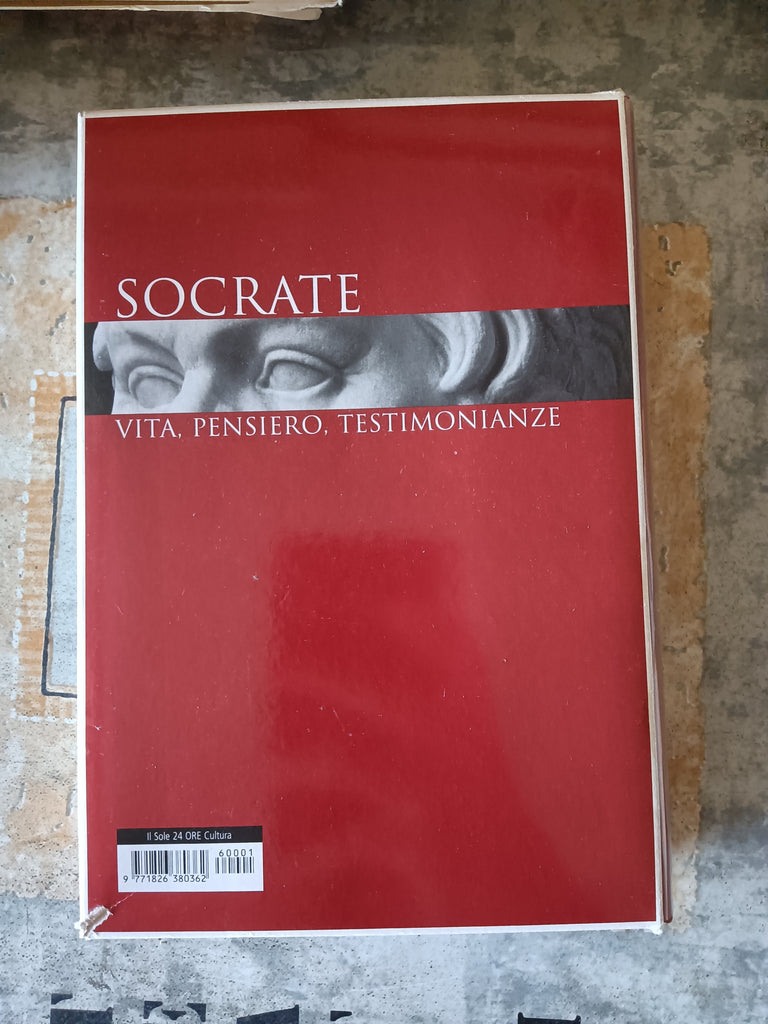 SOCRATE
VITA, PENSIERO, TESTIMONIANZE
Il Sole 24 ORE Cultura
60001
9 771826 380362